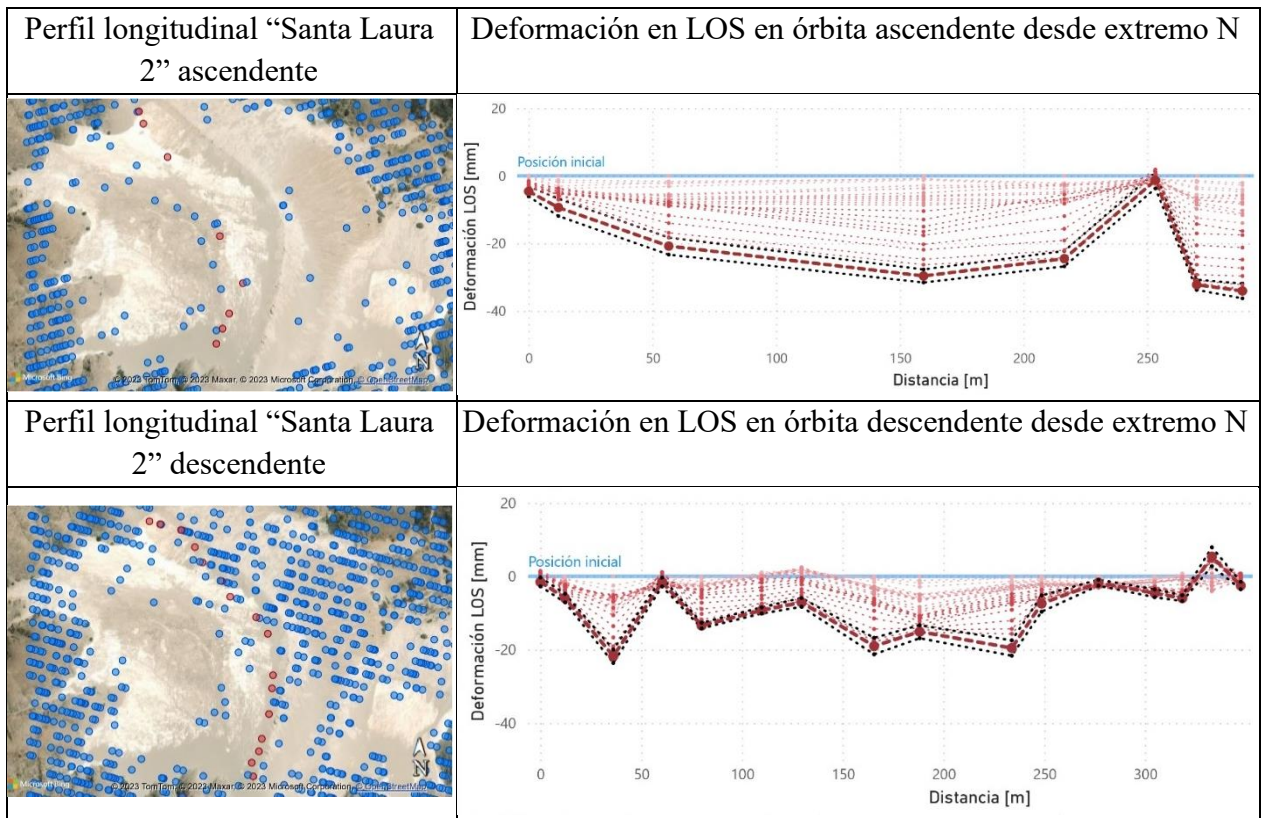 Perfil longitudinal “Santa Laura
2” ascendente
Deformación en LOS en órbita ascendente desde extremo N
Microsoft Bing
© 2023 TomTom, © 2023 Maxar, © 2023 Microsoft Corporation, © OpenStreetMap
N
Deformación LOS [mm]
20
Posición inicial
0
-20
-40
0
50
100
150
200
250
Distancia [m]
Perfil longitudinal “Santa Laura
2” descendente
Deformación en LOS en órbita descendente desde extremo N
Microsoft Bing
© 2023 TomTom, © 2023 Maxar, © 2023 Microsoft Corporation, © OpenStreetMap
N
Deformación LOS [mm]
20
Posición inicial
0
-20
-40
0
50
100
150
200
250
300
Distancia [m]